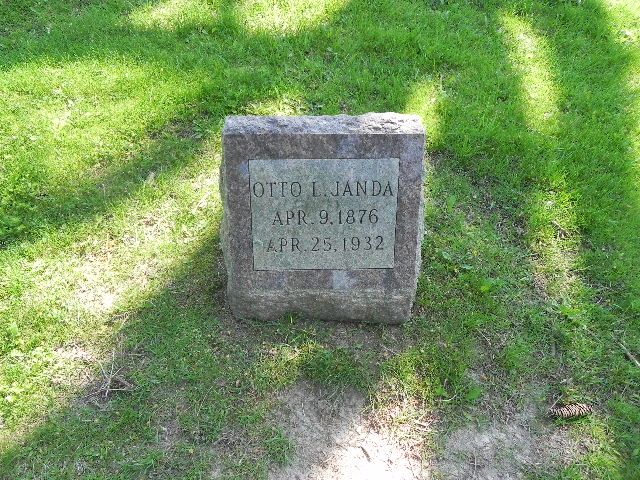 OTTO L. JANDA
APR. 9, 1876
APR. 25, 1932